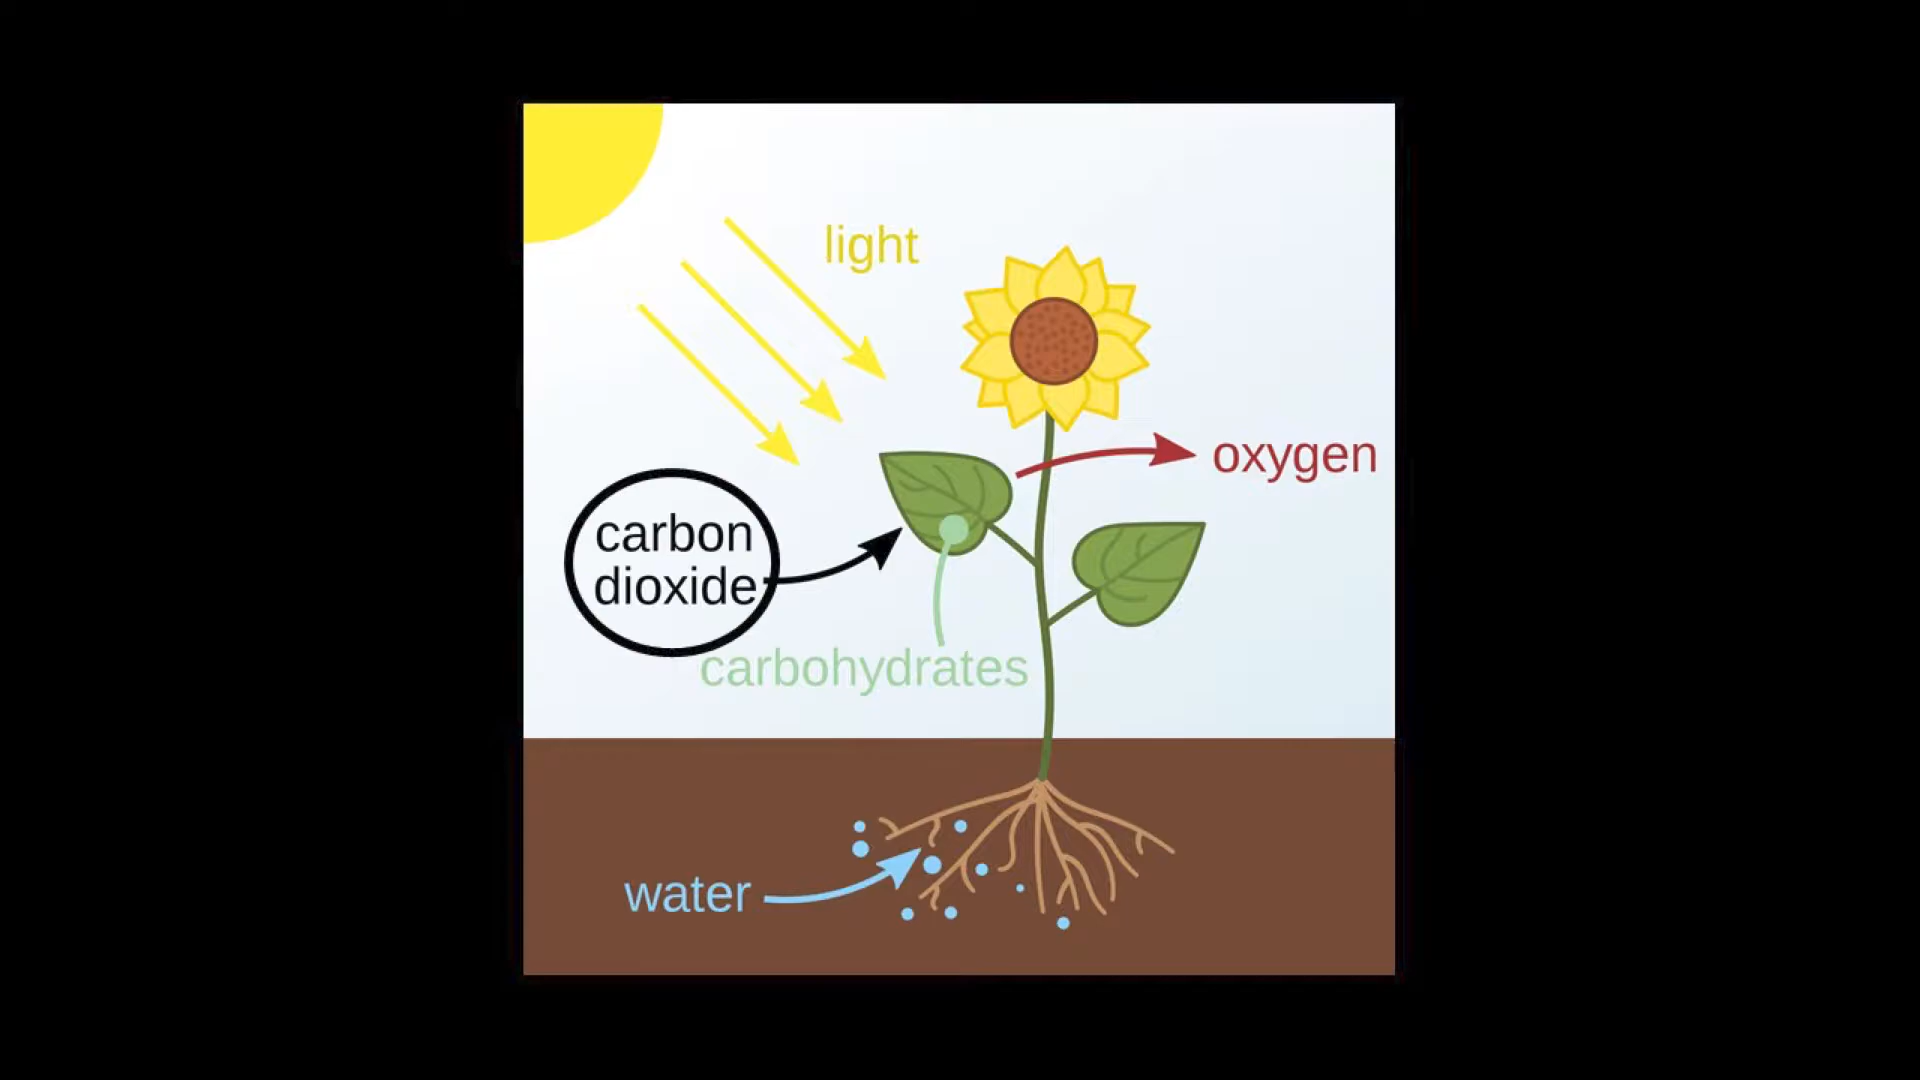 light
oxygen
carbon
dioxide
carbohydrates
water